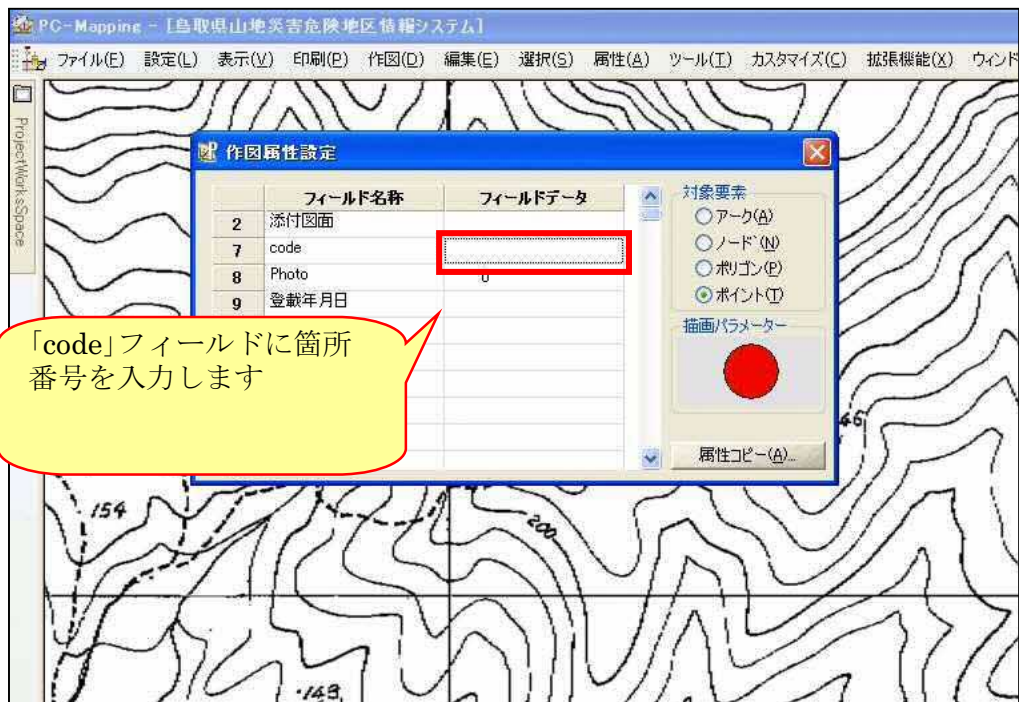 PC-Mapping - [鳥取県山地災害危険地区情報システム]
ファイル(F) 設定(L) 表示(V) 印刷(P) 作図(D) 編集(E) 選択(S) 属性(A) ツール(T) カスタマイズ(C) 拡張機能(X) ウィンド
ProjectWorksSpace
作図属性設定
フィールド名称 フィールドデータ
2 添付図面
7 code
8 Photo 0
9 登載年月日
対象要素
アーク(A)
ノード(N)
ポリゴン(P)
ポイント(T)
描画パラメーター
属性コピー(A)...
「code」フィールドに箇所
番号を入力します
154
200
46
149